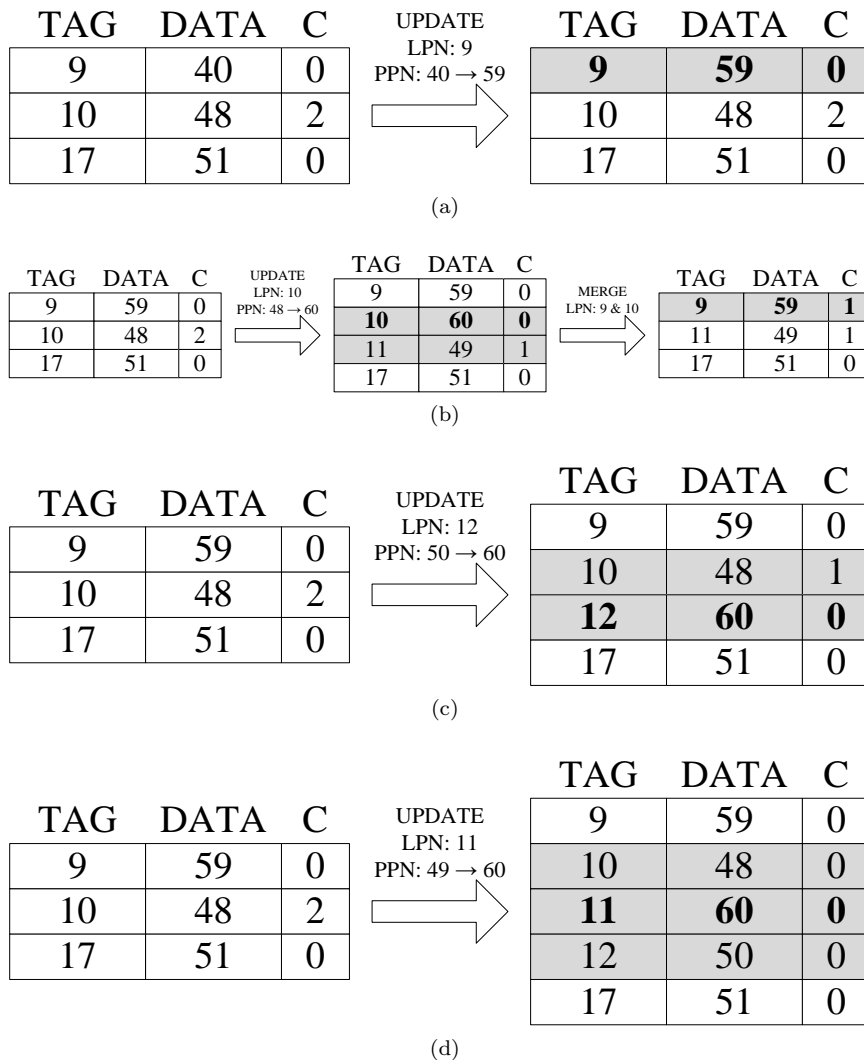 TAG DATA C
9 40 0
10 48 2
17 51 0
UPDATE
LPN: 9
PPN: 40 → 59
TAG DATA C
9 59 0
10 48 2
17 51 0
(a)
TAG DATA C
9 59 0
10 48 2
17 51 0
UPDATE
LPN: 10
PPN: 48 → 60
TAG DATA C
9 59 0
10 60 0
11 49 1
17 51 0
MERGE
LPN: 9 & 10
TAG DATA C
9 59 1
11 49 1
17 51 0
(b)
TAG DATA C
9 59 0
10 48 2
17 51 0
UPDATE
LPN: 12
PPN: 50 → 60
TAG DATA C
9 59 0
10 48 1
12 60 0
17 51 0
(c)
TAG DATA C
9 59 0
10 48 2
17 51 0
UPDATE
LPN: 11
PPN: 49 → 60
TAG DATA C
9 59 0
10 48 0
11 60 0
12 50 0
17 51 0
(d)